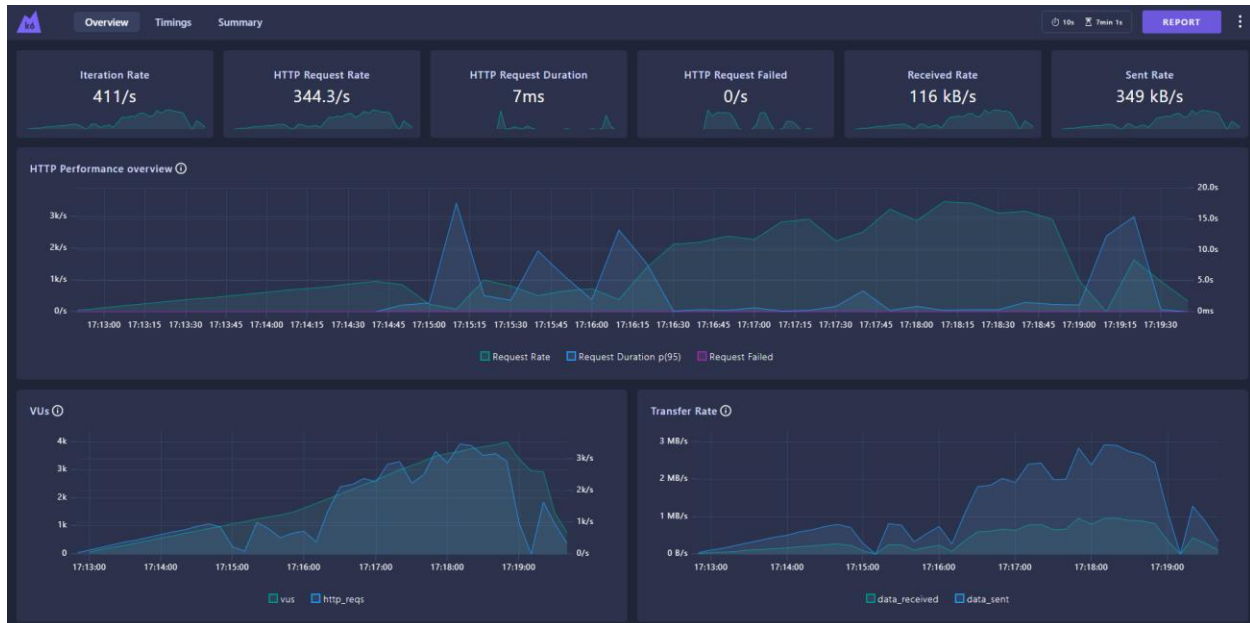 k6 Overview Timings Summary 10s 7min 1s REPORT
Iteration Rate
411/s
HTTP Request Rate
344.3/s
HTTP Request Duration
7ms
HTTP Request Failed
0/s
Received Rate
116 kB/s
Sent Rate
349 kB/s
HTTP Performance overview
20.0s
3k/s 15.0s
2k/s 10.0s
1k/s 5.0s
0/s 0ms
17:13:00 17:13:15 17:13:30 17:13:45 17:14:00 17:14:15 17:14:30 17:14:45 17:15:00 17:15:15 17:15:30 17:15:45 17:16:00 17:16:15 17:16:30 17:16:45 17:17:00 17:17:15 17:17:30 17:17:45 17:18:00 17:18:15 17:18:30 17:18:45 17:19:00 17:19:15 17:19:30
Request Rate Request Duration p(95) Request Failed
VUs
4k
3k 3k/s
2k 2k/s
1k 1k/s
0 0/s
17:13:00 17:14:00 17:15:00 17:16:00 17:17:00 17:18:00 17:19:00
vus http_reqs
Transfer Rate
3 MB/s
2 MB/s
1 MB/s
0 B/s
17:13:00 17:14:00 17:15:00 17:16:00 17:17:00 17:18:00 17:19:00
data_received data_sent